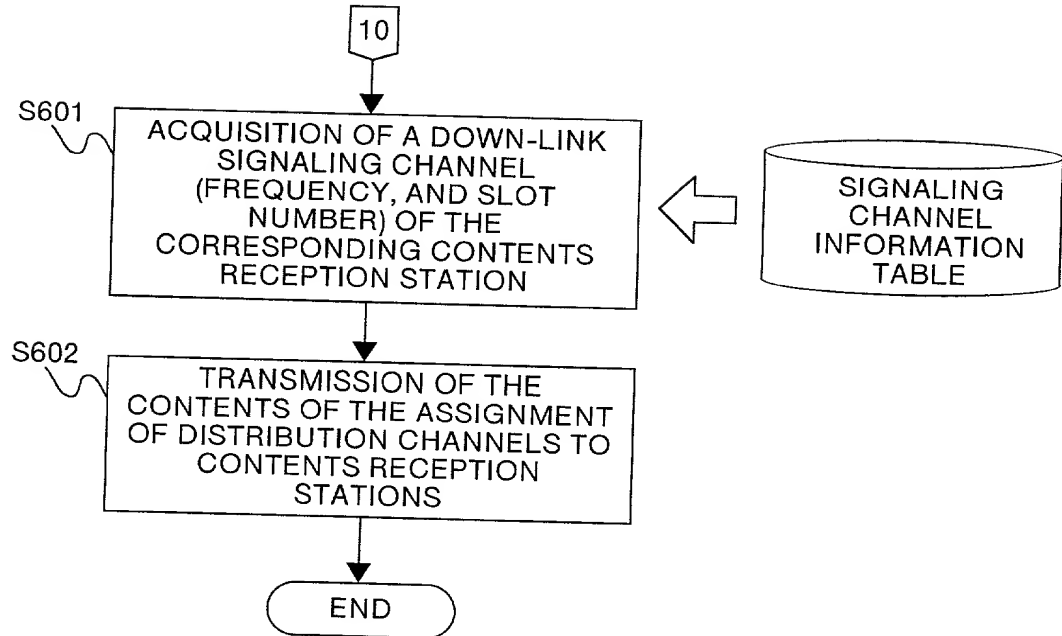 10
S601
ACQUISITION OF A DOWN-LINK
SIGNALING CHANNEL
(FREQUENCY, AND SLOT
NUMBER) OF THE
CORRESPONDING CONTENTS
RECEPTION STATION
SIGNALING
CHANNEL
INFORMATION
TABLE
S602
TRANSMISSION OF THE
CONTENTS OF THE ASSIGNMENT
OF DISTRIBUTION CHANNELS TO
CONTENTS RECEPTION
STATIONS
END